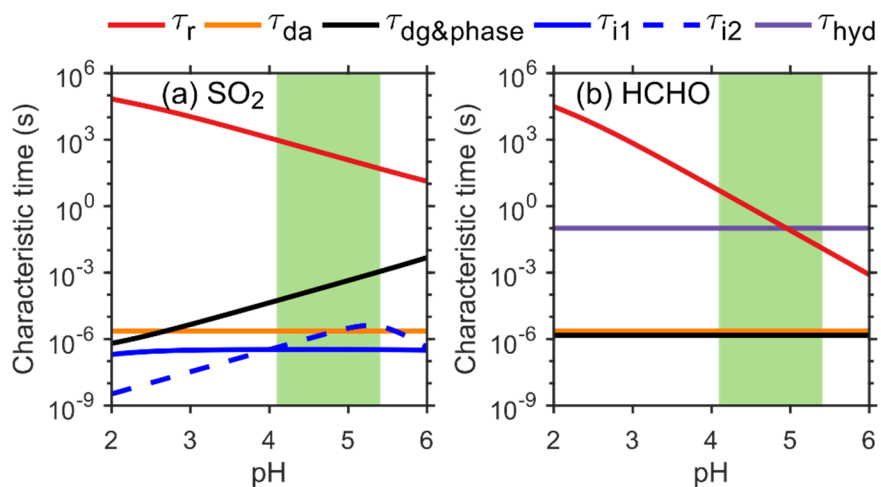 τr τda τdg&phase τi1 τi2 τhyd
(a) SO2
(b) HCHO
Characteristic time (s)
10^6
10^3
10^0
10^-3
10^-6
10^-9
2 3 4 5 6
pH
Characteristic time (s)
10^6
10^3
10^0
10^-3
10^-6
10^-9
2 3 4 5 6
pH